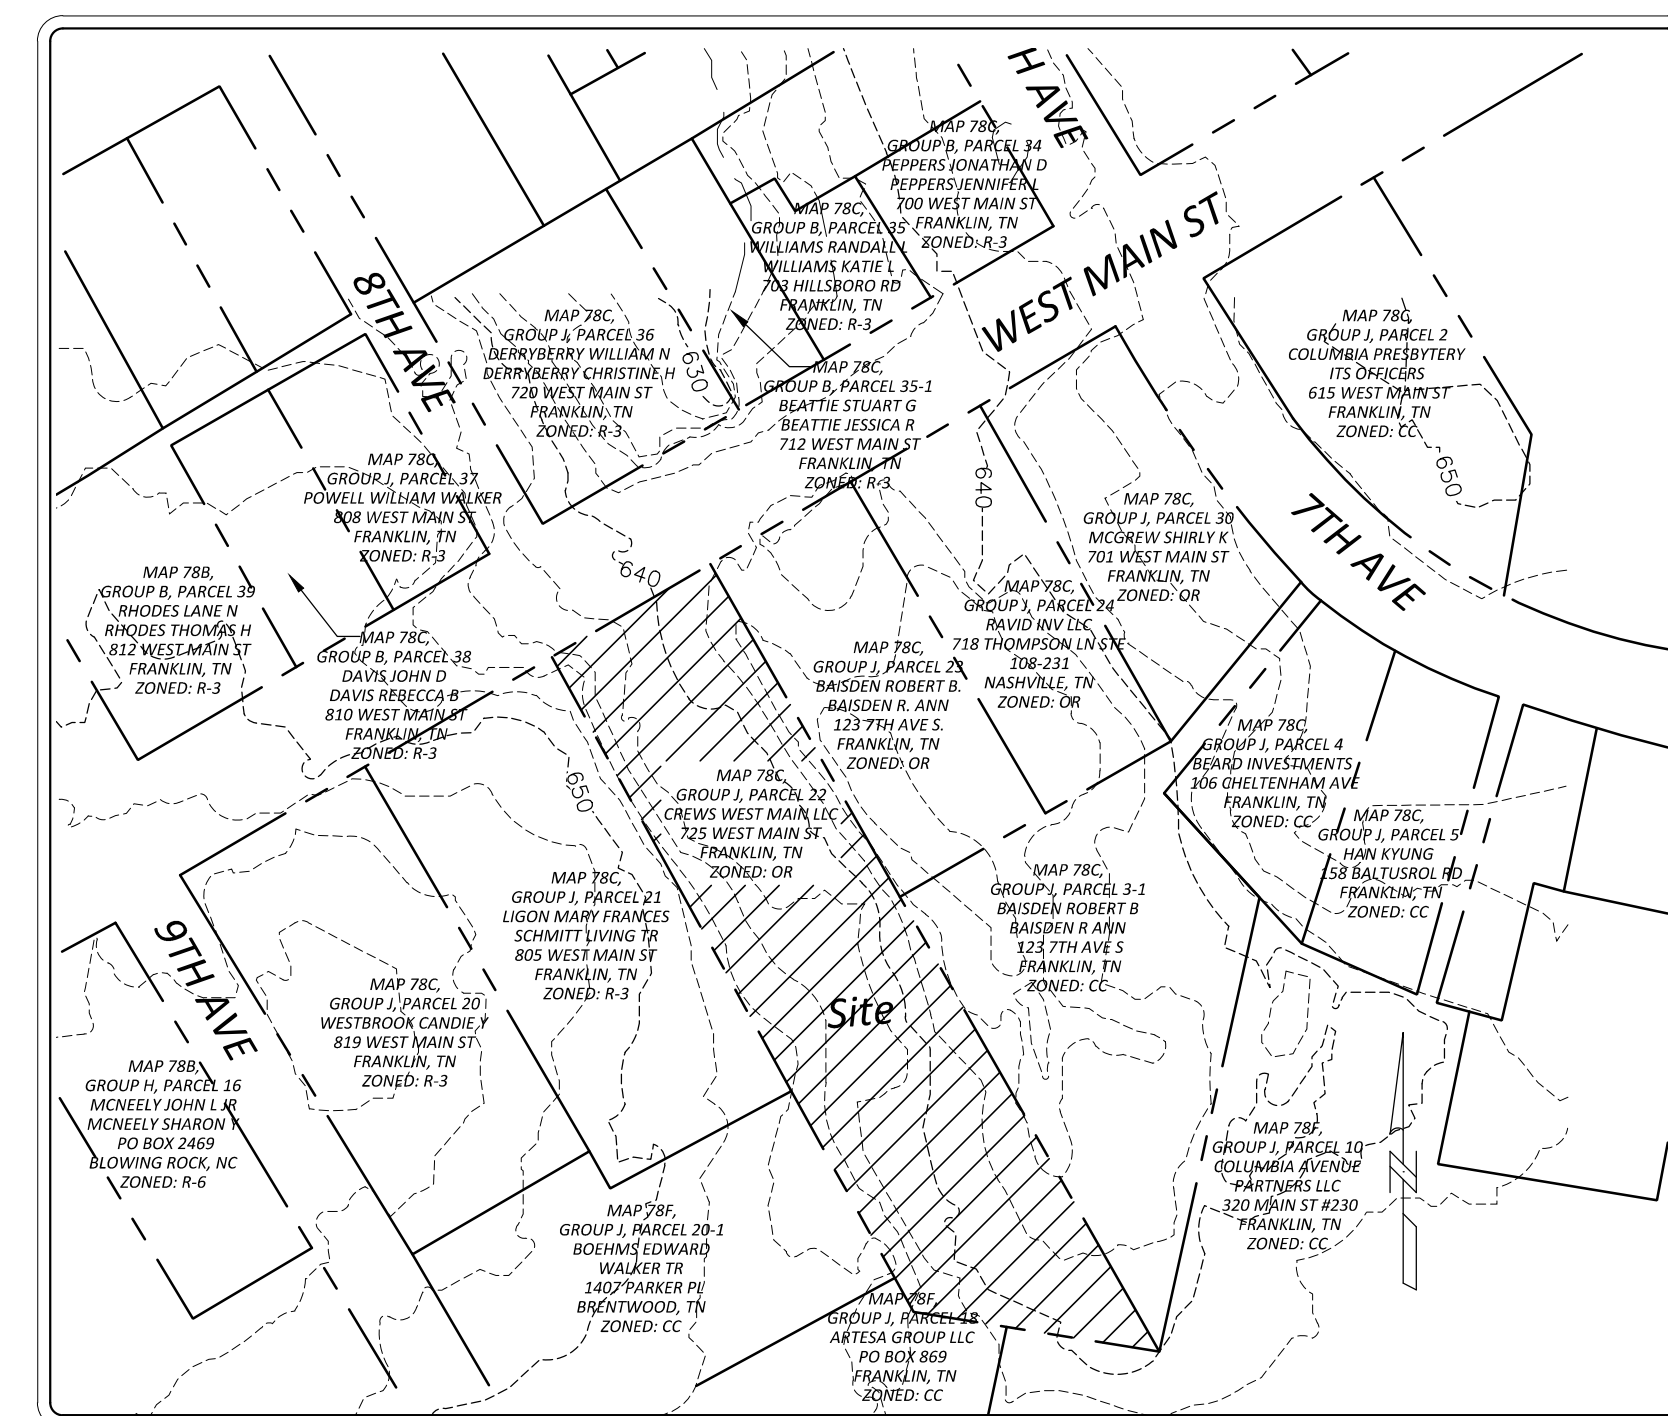 H AVE
MAP 78C,
GROUP B, PARCEL 34
PEPPERS JONATHAN D
PEPPERS JENNIFER L
700 WEST MAIN ST
FRANKLIN, TN
ZONED: R-3
MAP 78C,
GROUP B, PARCEL 35
WILLIAMS RANDALL L
WILLIAMS KATIE L
703 HILLSBORO RD
FRANKLIN, TN
ZONED: R-3
WEST MAIN ST
8TH AVE
MAP 78C,
GROUP J, PARCEL 36
DERRYBERRY WILLIAM N
DERRYBERRY CHRISTINE H
720 WEST MAIN ST
FRANKLIN, TN
ZONED: R-3
630
MAP 78C,
GROUP B, PARCEL 35-1
BEATTIE STUART G
BEATTIE JESSICA R
712 WEST MAIN ST
FRANKLIN, TN
ZONED: R-3
MAP 78C,
GROUP J, PARCEL 2
COLUMBIA PRESBYTERY
ITS OFFICERS
615 WEST MAIN ST
FRANKLIN, TN
ZONED: CC
650
MAP 78C,
GROUP J, PARCEL 37
POWELL WILLIAM WALKER
808 WEST MAIN ST
FRANKLIN, TN
ZONED: R-3
640
MAP 78C,
GROUP J, PARCEL 30
MCGREW SHIRLY K
701 WEST MAIN ST
FRANKLIN, TN
ZONED: OR
7TH AVE
MAP 78B,
GROUP B, PARCEL 39
RHODES LANE N
RHODES THOMAS H
812 WEST MAIN ST
FRANKLIN, TN
ZONED: R-3
640
MAP 78C,
GROUP J, PARCEL 24
RAVID INV LLC
718 THOMPSON LN STE
108-231
NASHVILLE, TN
ZONED: OR
MAP 78C,
GROUP B, PARCEL 38
DAVIS JOHN D
DAVIS REBECCA B
810 WEST MAIN ST
FRANKLIN, TN
ZONED: R-3
MAP 78C,
GROUP J, PARCEL 23
BAISDEN ROBERT B.
BAISDEN R. ANN
123 7TH AVE S.
FRANKLIN, TN
ZONED: OR
650
MAP 78C,
GROUP J, PARCEL 22
CREWS WEST MAIN LLC
725 WEST MAIN ST
FRANKLIN, TN
ZONED: OR
MAP 78C,
GROUP J, PARCEL 4
BEARD INVESTMENTS
106 CHELTENHAM AVE
FRANKLIN, TN
ZONED: CC
MAP 78C,
GROUP J, PARCEL 5
HAN KYUNG
158 BALTUSROL RD
FRANKLIN, TN
ZONED: CC
MAP 78C,
GROUP J, PARCEL 21
LIGON MARY FRANCES
SCHMITT LIVING TR
805 WEST MAIN ST
FRANKLIN, TN
ZONED: R-3
MAP 78C,
GROUP J, PARCEL 3-1
BAISDEN ROBERT B
BAISDEN R ANN
123 7TH AVE S
FRANKLIN, TN
ZONED: CC
9TH AVE
MAP 78C,
GROUP J, PARCEL 20
WESTBROOK CANDIE Y
819 WEST MAIN ST
FRANKLIN, TN
ZONED: R-3
Site
MAP 78B,
GROUP H, PARCEL 16
MCNEELY JOHN L JR
MCNEELY SHARON Y
PO BOX 2469
BLOWING ROCK, NC
ZONED: R-6
MAP 78F,
GROUP J, PARCEL 10
COLUMBIA AVENUE
PARTNERS LLC
320 MAIN ST #230
FRANKLIN, TN
ZONED: CC
N
MAP 78F,
GROUP J, PARCEL 20-1
BOEHMS EDWARD
WALKER TR
1407 PARKER PL
BRENTWOOD, TN
ZONED: CC
MAP 78F,
GROUP J, PARCEL 18
ARTESA GROUP LLC
PO BOX 869
FRANKLIN, TN
ZONED: CC